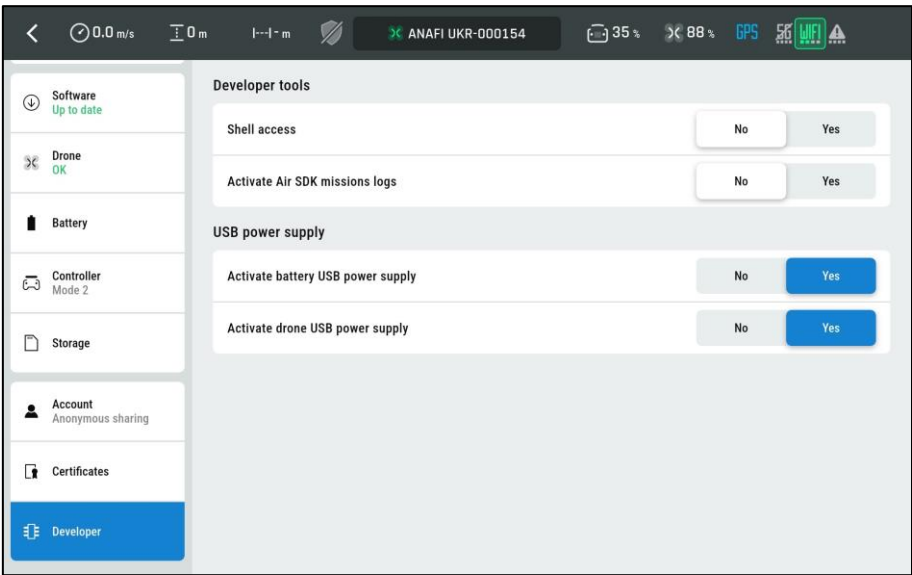 0.0 m/s 0 m - m ANAFI UKR-000154 35 % 88 % GPS 5G WIFI
Software
Up to date
Drone
OK
Battery
Controller
Mode 2
Storage
Account
Anonymous sharing
Certificates
Developer
Developer tools
Shell access No Yes
Activate Air SDK missions logs No Yes
USB power supply
Activate battery USB power supply No Yes
Activate drone USB power supply No Yes